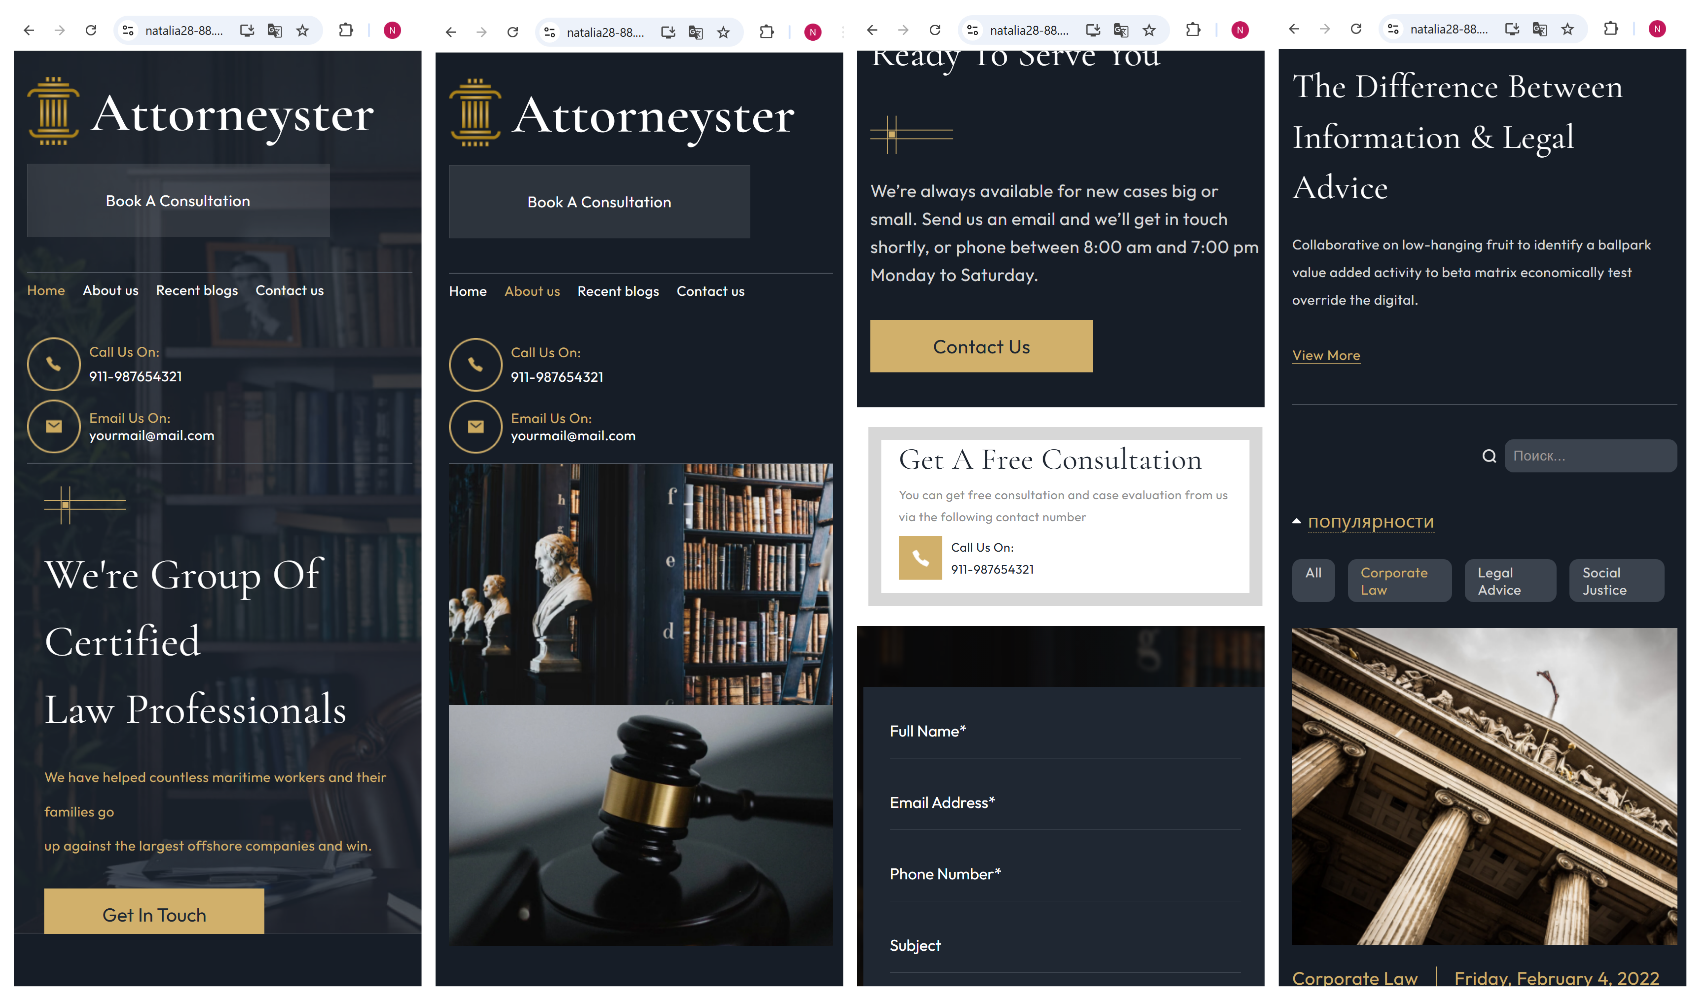 natalia28-88....
N
Attorneyster
Book A Consultation
Home About us Recent blogs Contact us
Call Us On:
911-987654321
Email Us On:
yourmail@mail.com
We're Group Of
Certified
Law Professionals
We have helped countless maritime workers and their
families go
up against the largest offshore companies and win.
Get In Touch
natalia28-88....
N
Attorneyster
Book A Consultation
Home About us Recent blogs Contact us
Call Us On:
911-987654321
Email Us On:
yourmail@mail.com
h f
e
d
natalia28-88....
N
Ready To Serve You
We’re always available for new cases big or
small. Send us an email and we’ll get in touch
shortly, or phone between 8:00 am and 7:00 pm
Monday to Saturday.
Contact Us
Get A Free Consultation
You can get free consultation and case evaluation from us
via the following contact number
Call Us On:
911-987654321
g
Full Name*
Email Address*
Phone Number*
Subject
natalia28-88....
N
The Difference Between
Information & Legal
Advice
Collaborative on low-hanging fruit to identify a ballpark
value added activity to beta matrix economically test
override the digital.
View More
Поиск...
популярности
All
Corporate
Law
Legal
Advice
Social
Justice
Corporate Law
Friday, February 4, 2022